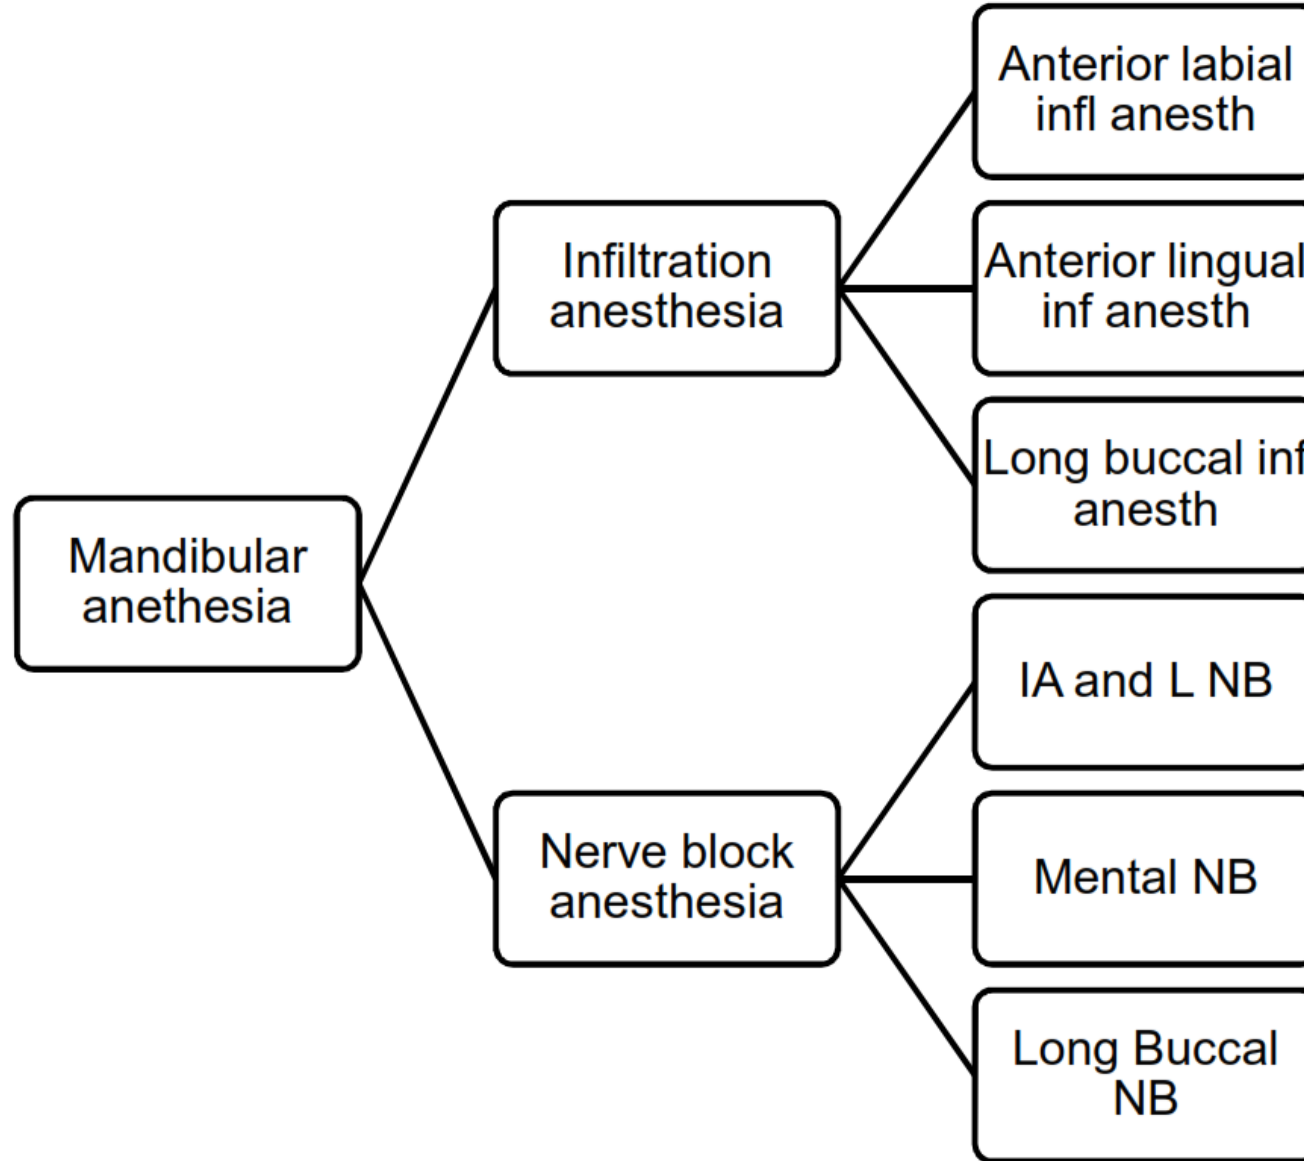 Anterior labial
infl anesth
Infiltration
anesthesia
Anterior lingual
inf anesth
Long buccal inf
anesth
Mandibular
anethesia
IA and L NB
Nerve block
anesthesia
Mental NB
Long Buccal
NB